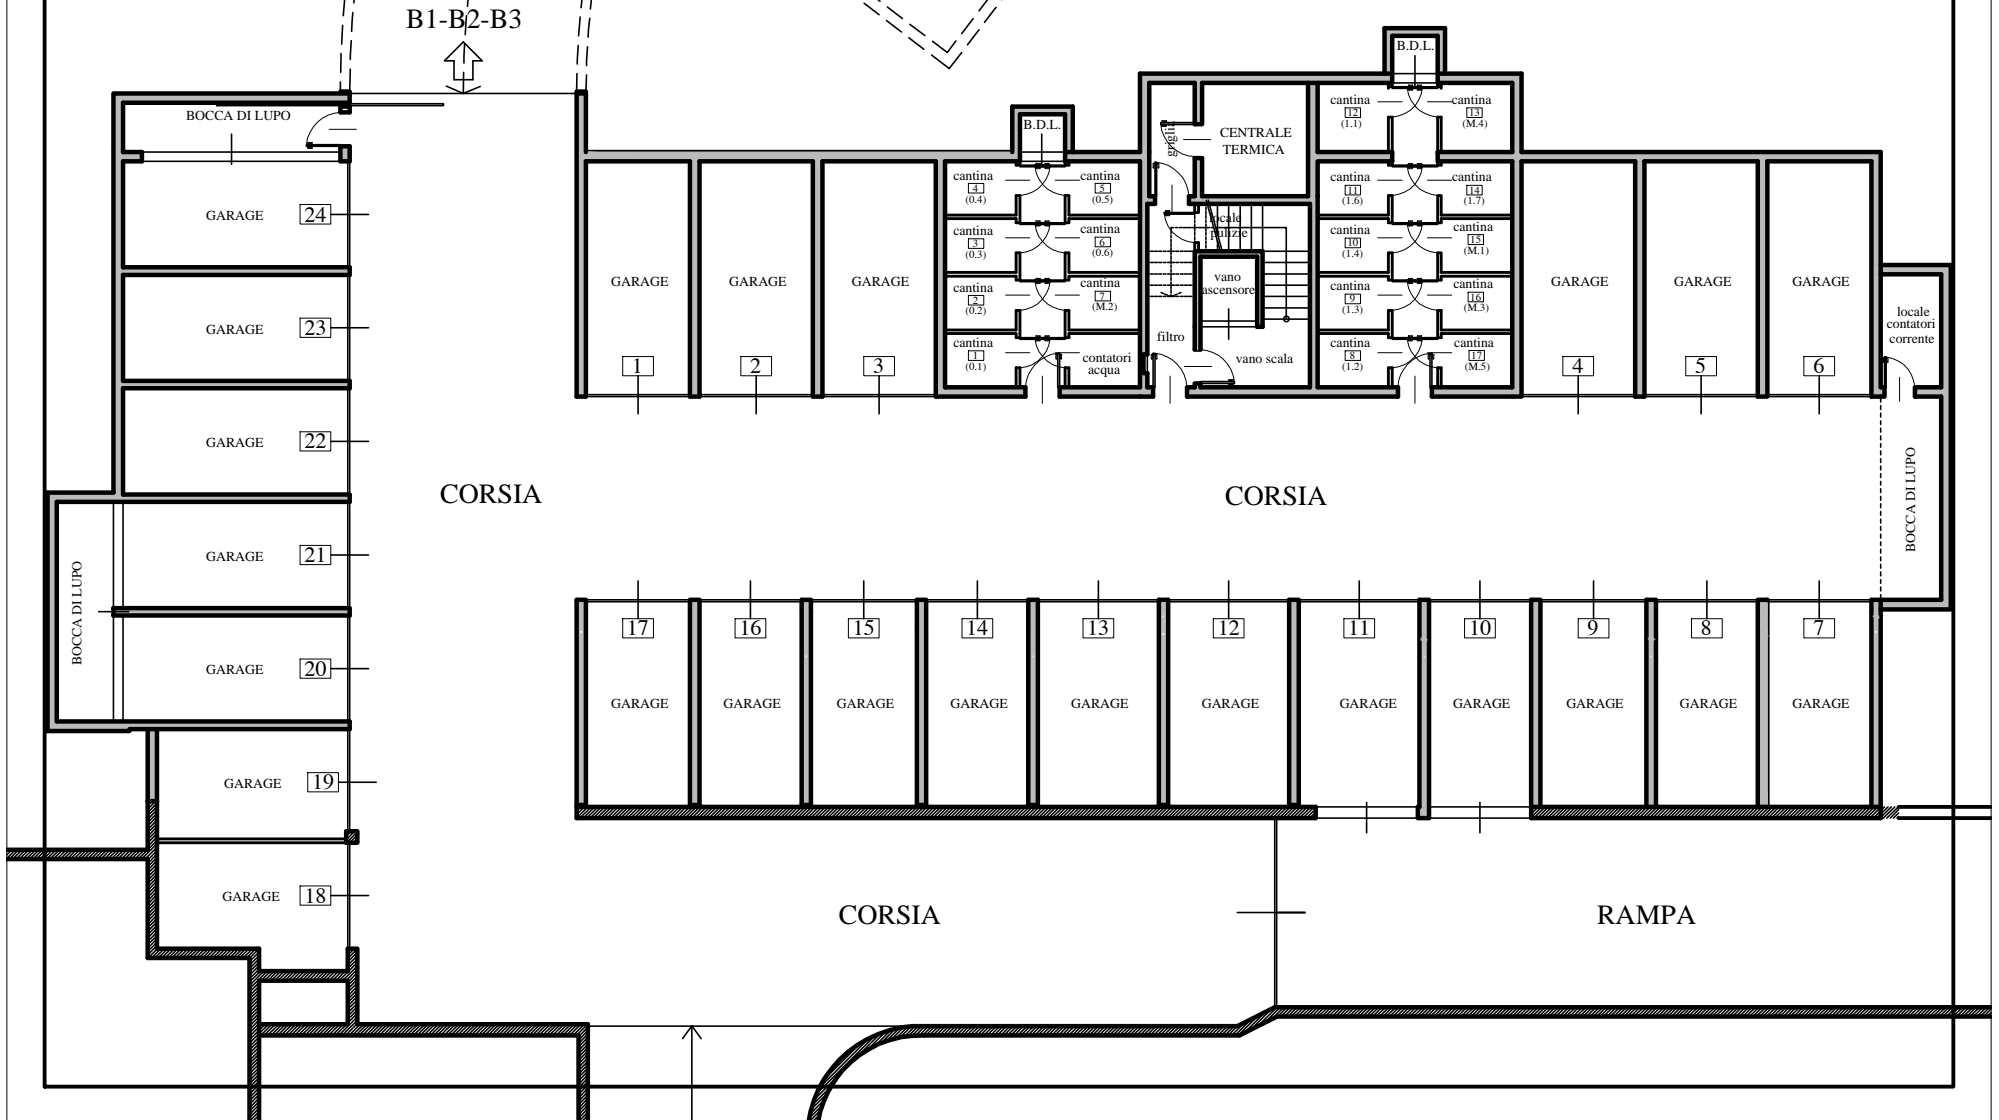 B1-B2-B3
BOCCA DI LUPO
GARAGE 24
GARAGE 23
GARAGE 22
GARAGE 21
GARAGE 20
BOCCA DI LUPO
GARAGE 19
GARAGE 18
CORSIA
GARAGE
1
GARAGE
2
GARAGE
3
B.D.L.
cantina
4
(0.4)
cantina
5
(0.5)
cantina
3
(0.3)
cantina
6
(0.6)
cantina
2
(0.2)
cantina
7
(M.2)
cantina
1
(0.1)
contatori
acqua
griglia
CENTRALE
TERMICA
locale
pulizie
vano
ascensore
filtro
vano scala
B.D.L.
cantina
12
(1.1)
cantina
13
(M.4)
cantina
11
(1.6)
cantina
14
(1.7)
cantina
10
(1.4)
cantina
15
(M.1)
cantina
9
(1.3)
cantina
16
(M.3)
cantina
8
(1.2)
cantina
17
(M.5)
GARAGE
4
GARAGE
5
GARAGE
6
locale
contatori
corrente
CORSIA
BOCCA DI LUPO
17
GARAGE
16
GARAGE
15
GARAGE
14
GARAGE
13
GARAGE
12
GARAGE
11
GARAGE
10
GARAGE
9
GARAGE
8
GARAGE
7
GARAGE
CORSIA
RAMPA